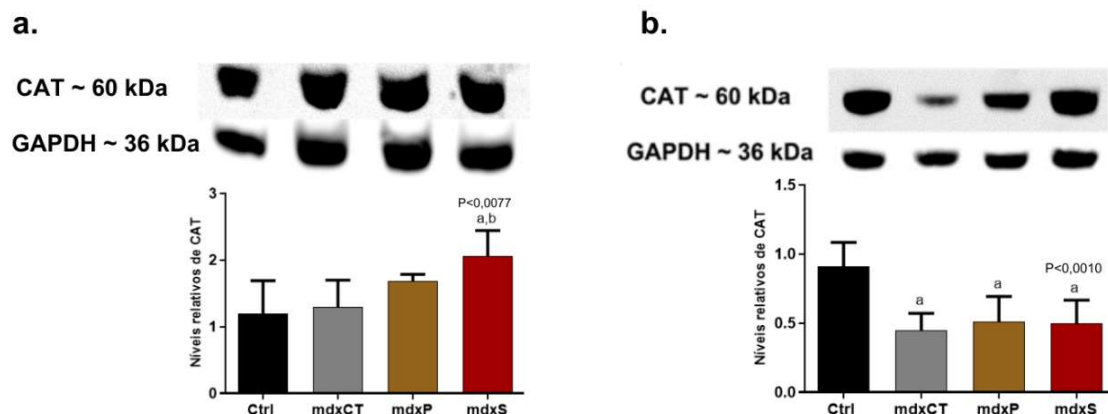 a.
CAT ~ 60 kDa
GAPDH ~ 36 kDa
Níveis relativos de CAT
3
2
1
0
P<0,0077
a,b
Ctrl
mdxCT
mdxP
mdxS
b.
CAT ~ 60 kDa
GAPDH ~ 36 kDa
Níveis relativos de CAT
1.5
1.0
0.5
0.0
a
a
P<0,0010
a
Ctrl
mdxCT
mdxP
mdxS